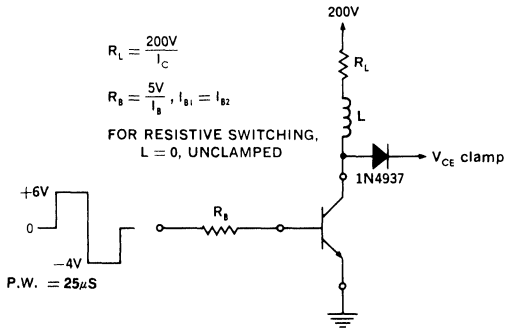 200V
R_L = 200V / I_C
R_L
R_B = 5V / I_B , I_B1 = I_B2
L
FOR RESISTIVE SWITCHING,
L = 0, UNCLAMPED
V_CE clamp
1N4937
+6V
R_B
0
−4V
P.W. = 25µS